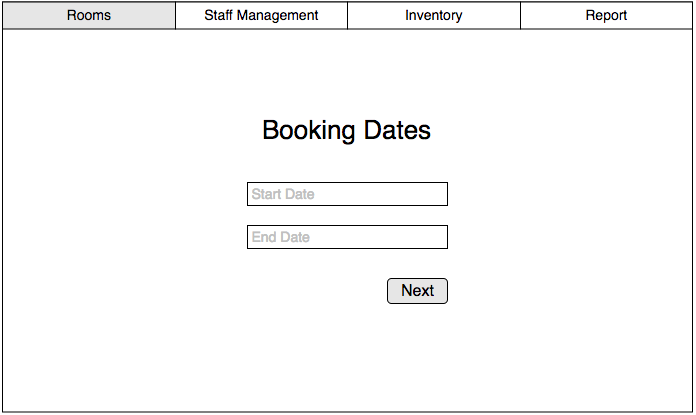 Rooms Staff Management Inventory Report
Booking Dates
Start Date
End Date
Next